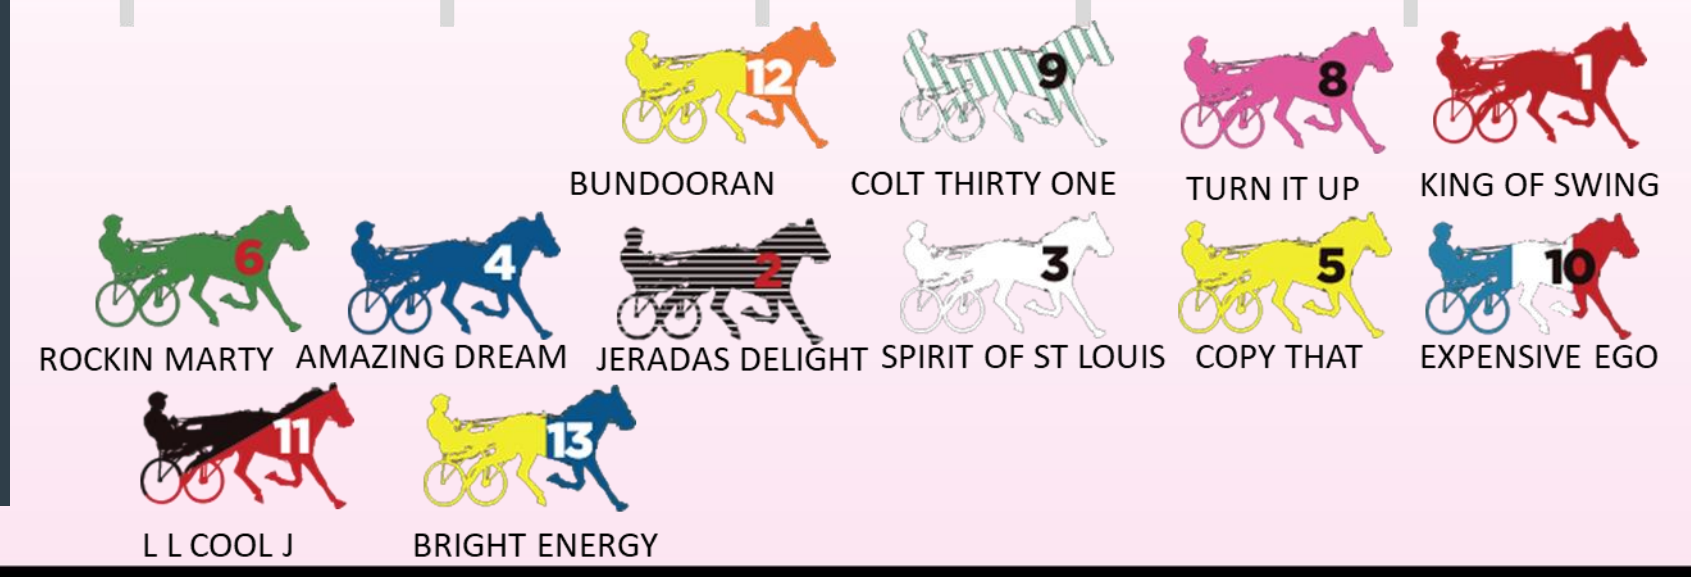 12 9 8 1
BUNDOORAN COLT THIRTY ONE TURN IT UP KING OF SWING
6 4 2 3 5 10
ROCKIN MARTY AMAZING DREAM JERADAS DELIGHT SPIRIT OF ST LOUIS COPY THAT EXPENSIVE EGO
11 13
L L COOL J BRIGHT ENERGY